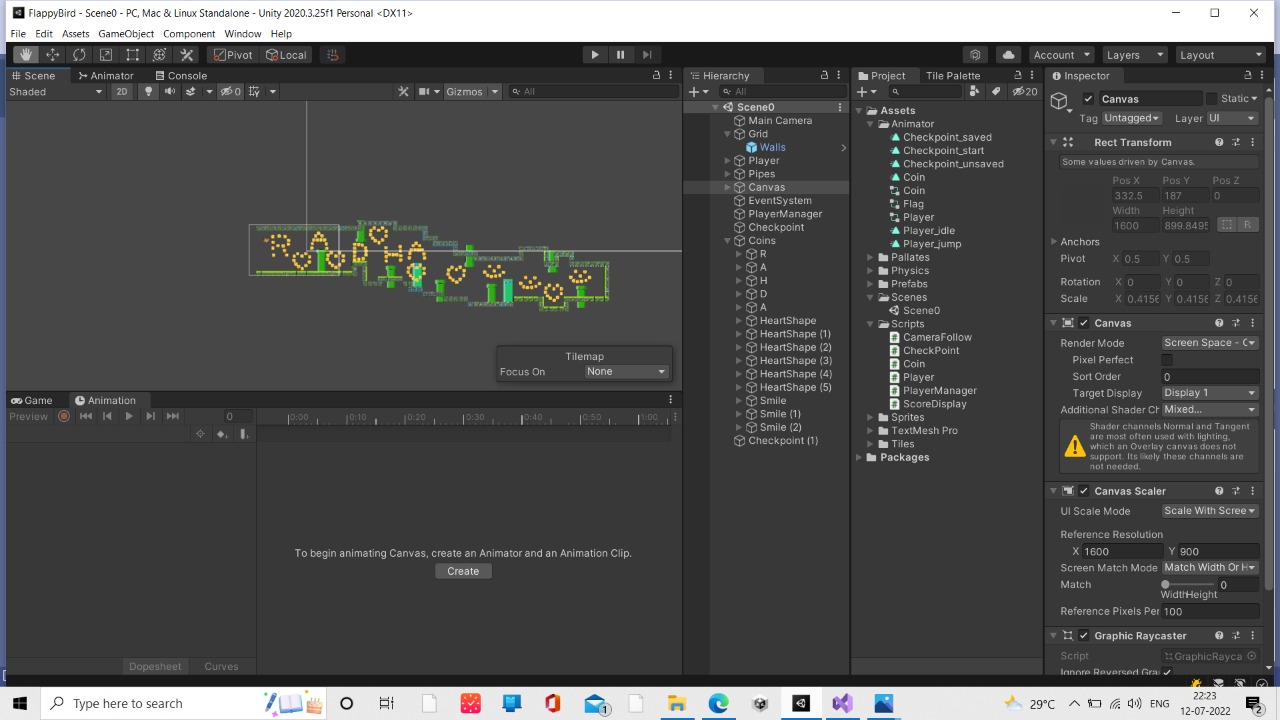 FlappyBird - Scene0 - PC, Mac & Linux Standalone - Unity 2020.3.25f1 Personal <DX11>
File Edit Assets GameObject Component Window Help
Pivot Local Account Layers Layout
Scene Animator Console
Shaded 2D 0 Gizmos All
Tilemap
Focus On None
Game Animation
Preview 0 0:00 0:10 0:20 0:30 0:40 0:50 1:00
To begin animating Canvas, create an Animator and an Animation Clip.
Create
Dopesheet Curves
Hierarchy
All
Scene0
Main Camera
Grid
Walls
Player
Pipes
Canvas
EventSystem
PlayerManager
Checkpoint
Coins
R
A
H
D
A
HeartShape
HeartShape (1)
HeartShape (2)
HeartShape (3)
HeartShape (4)
HeartShape (5)
Smile
Smile (1)
Smile (2)
Checkpoint (1)
Project Tile Palette
20
Assets
Animator
Checkpoint_saved
Checkpoint_start
Checkpoint_unsaved
Coin
Coin
Flag
Player
Player_idle
Player_jump
Pallates
Physics
Prefabs
Scenes
Scene0
Scripts
CameraFollow
CheckPoint
Coin
Player
PlayerManager
ScoreDisplay
Sprites
TextMesh Pro
Tiles
Packages
Inspector
Canvas Static
Tag Untagged Layer UI
Rect Transform
Some values driven by Canvas.
Pos X Pos Y Pos Z
332.5 187 0
Width Height
1600 899.8495
R
Anchors
Pivot X 0.5 Y 0.5
Rotation X 0 Y 0 Z 0
Scale X 0.4156 Y 0.4156 Z 0.4156
Canvas
Render Mode Screen Space - O
Pixel Perfect
Sort Order 0
Target Display Display 1
Additional Shader Ch Mixed...
Shader channels Normal and Tangent
are most often used with lighting,
which an Overlay canvas does not
support. Its likely these channels are
not needed.
Canvas Scaler
UI Scale Mode Scale With Scree
Reference Resolution
X 1600 Y 900
Screen Match Mode Match Width Or H
Match 0
Width Height
Reference Pixels Per 100
Graphic Raycaster
Script GraphicRayca
Ignore Reversed Gra
Type here to search
1
29°C
ENG
22:23
12-07-2022
2